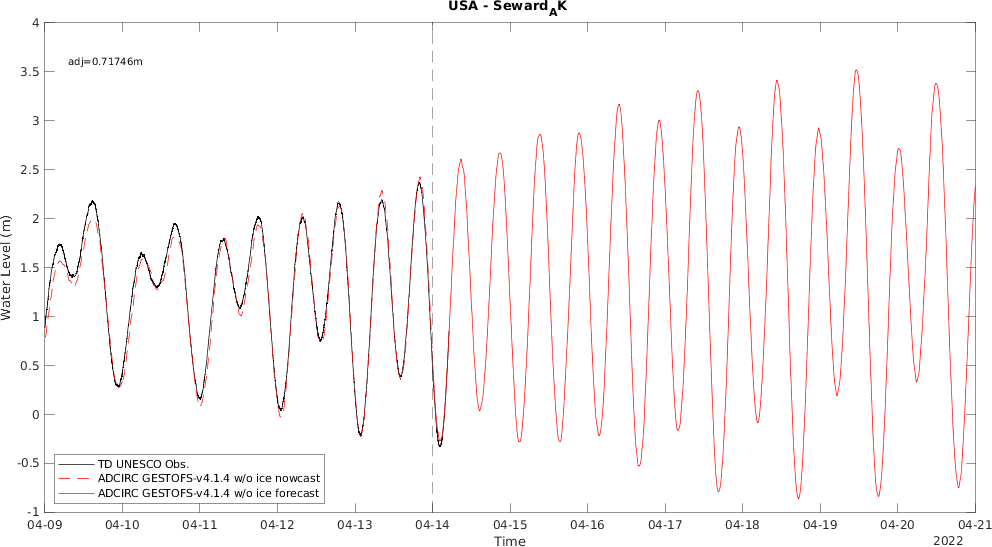 USA - Seward_AK
adj=0.71746m
Water Level (m)
4
3.5
3
2.5
2
1.5
1
0.5
0
-0.5
-1
TD UNESCO Obs.
ADCIRC GESTOFS-v4.1.4 w/o ice nowcast
ADCIRC GESTOFS-v4.1.4 w/o ice forecast
04-09 04-10 04-11 04-12 04-13 04-14 04-15 04-16 04-17 04-18 04-19 04-20 04-21
Time
2022